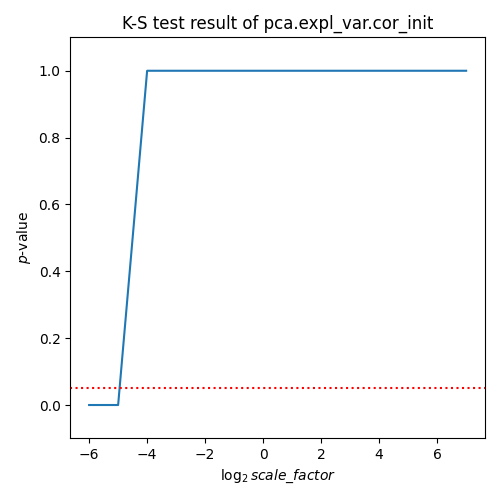 K-S test result of pca.expl_var.cor_init
1.0
0.8
0.6
0.4
0.2
0.0
p-value
−6 −4 −2 0 2 4 6
log₂ scale_factor